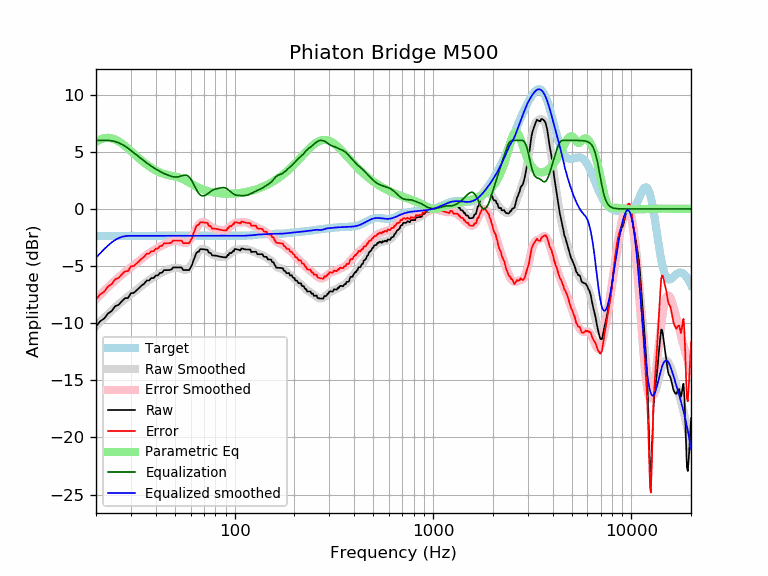 Phiaton Bridge M500
Amplitude (dBr)
10
5
0
−5
−10
−15
−20
−25
Target
Raw Smoothed
Error Smoothed
Raw
Error
Parametric Eq
Equalization
Equalized smoothed
100
1000
10000
Frequency (Hz)